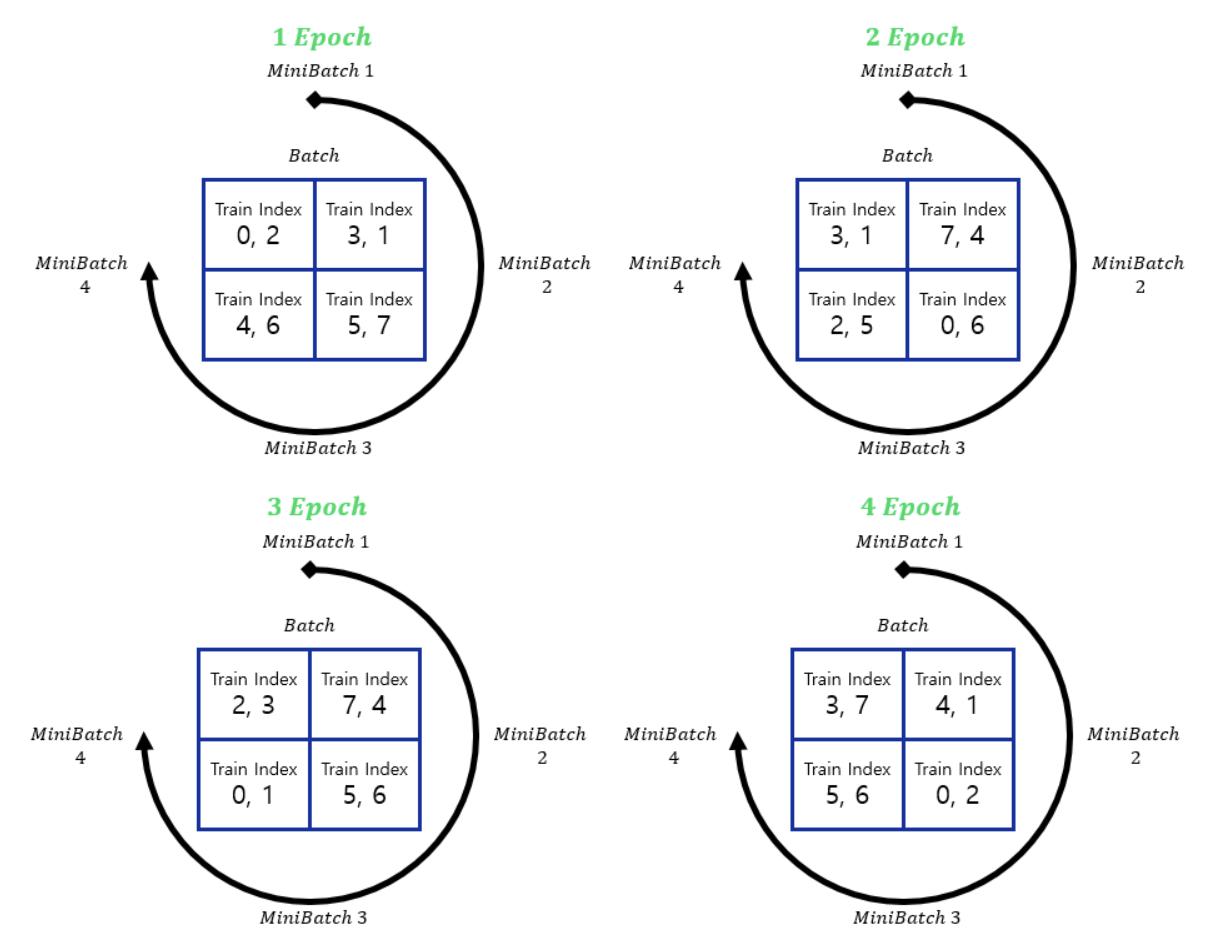 1 Epoch
MiniBatch 1
Batch
Train Index
0, 2
Train Index
3, 1
MiniBatch
4
MiniBatch
2
Train Index
4, 6
Train Index
5, 7
MiniBatch 3
2 Epoch
MiniBatch 1
Batch
Train Index
3, 1
Train Index
7, 4
MiniBatch
4
MiniBatch
2
Train Index
2, 5
Train Index
0, 6
MiniBatch 3
3 Epoch
MiniBatch 1
Batch
Train Index
2, 3
Train Index
7, 4
MiniBatch
4
MiniBatch
2
Train Index
0, 1
Train Index
5, 6
MiniBatch 3
4 Epoch
MiniBatch 1
Batch
Train Index
3, 7
Train Index
4, 1
MiniBatch
4
MiniBatch
2
Train Index
5, 6
Train Index
0, 2
MiniBatch 3